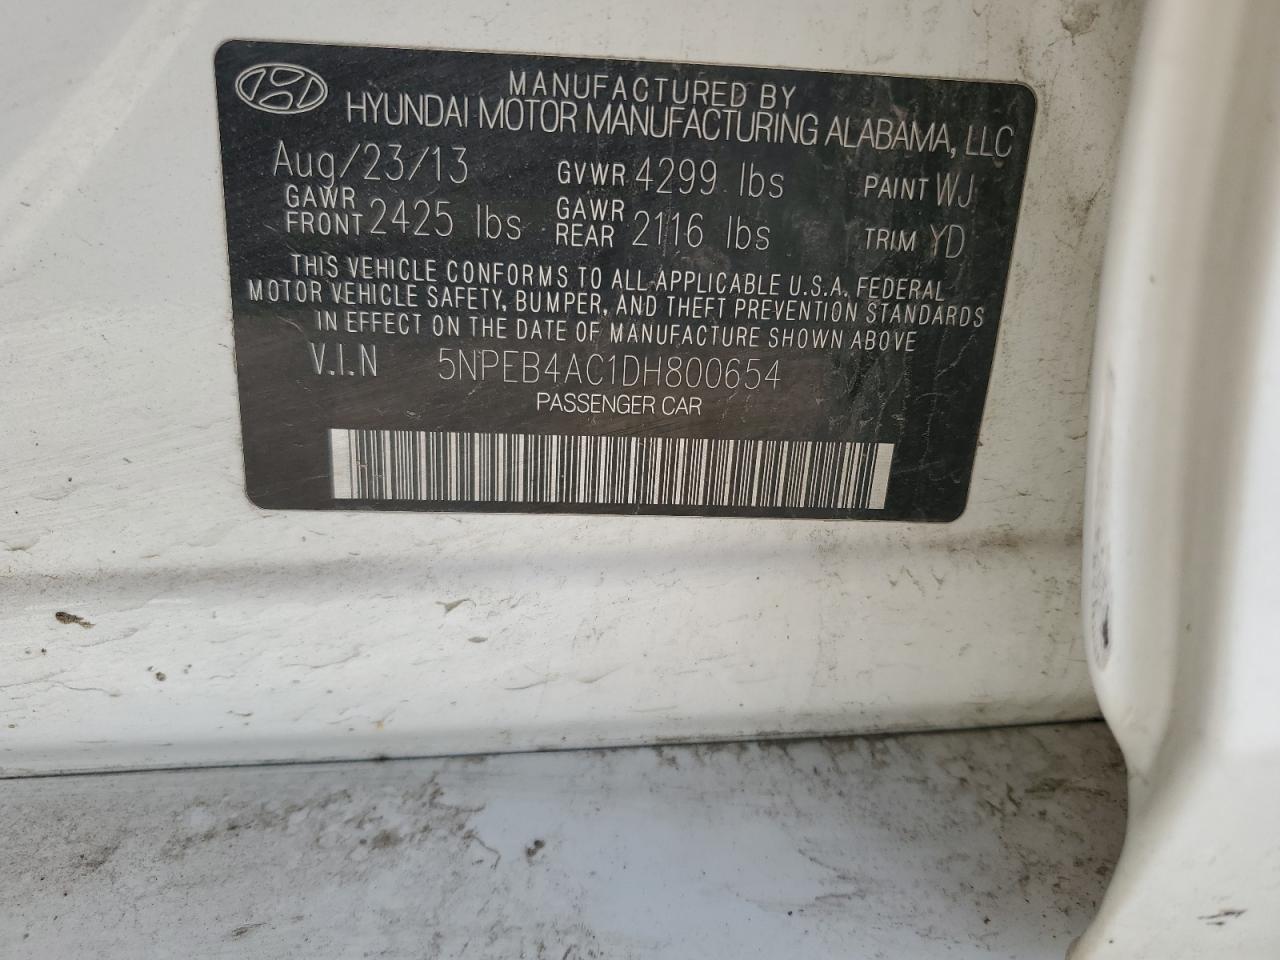 MANUFACTURED BY
HYUNDAI MOTOR MANUFACTURING ALABAMA, LLC
Aug/23/13 GVWR 4299 lbs PAINT WJ
GAWR FRONT 2425 lbs GAWR REAR 2116 lbs TRIM YD
THIS VEHICLE CONFORMS TO ALL APPLICABLE U.S.A. FEDERAL
MOTOR VEHICLE SAFETY, BUMPER, AND THEFT PREVENTION STANDARDS
IN EFFECT ON THE DATE OF MANUFACTURE SHOWN ABOVE
V.I.N 5NPEB4AC1DH800654
PASSENGER CAR